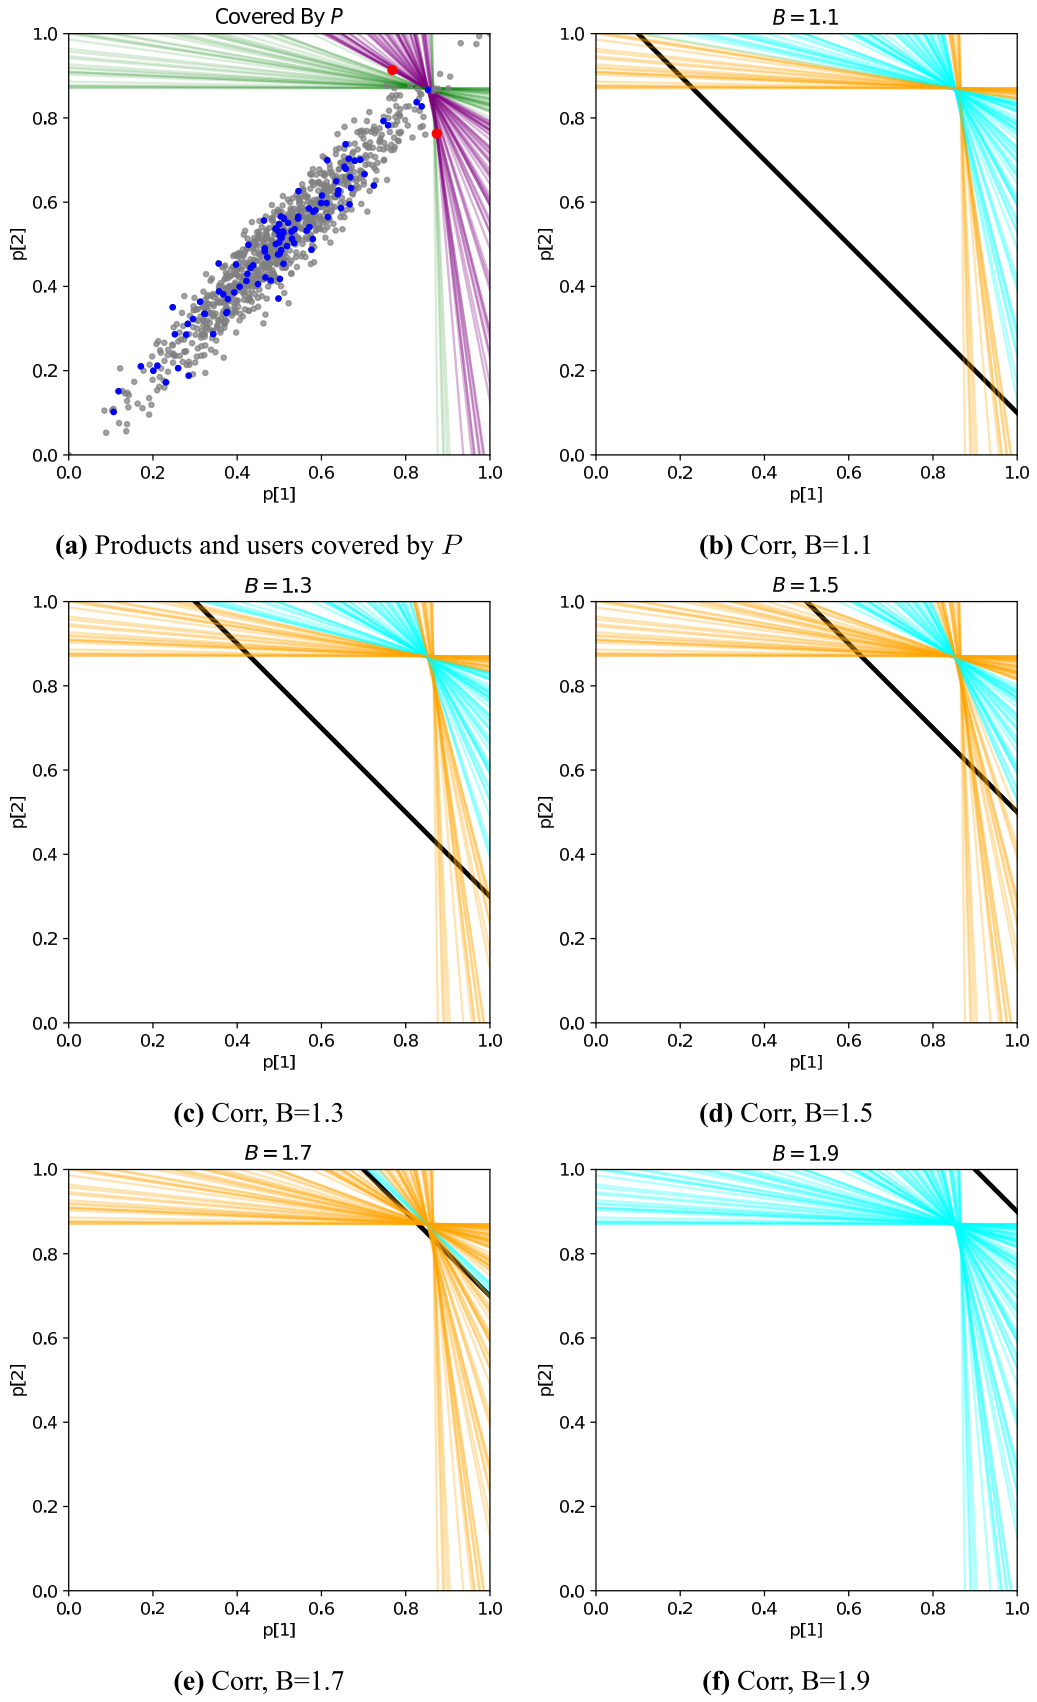 Covered By P
1.0
0.8
0.6
0.4
0.2
0.0
p[2]
0.0 0.2 0.4 0.6 0.8 1.0
p[1]
(a) Products and users covered by P
B = 1.1
1.0
0.8
0.6
0.4
0.2
0.0
p[2]
0.0 0.2 0.4 0.6 0.8 1.0
p[1]
(b) Corr, B=1.1
B = 1.3
1.0
0.8
0.6
0.4
0.2
0.0
p[2]
0.0 0.2 0.4 0.6 0.8 1.0
p[1]
(c) Corr, B=1.3
B = 1.5
1.0
0.8
0.6
0.4
0.2
0.0
p[2]
0.0 0.2 0.4 0.6 0.8 1.0
p[1]
(d) Corr, B=1.5
B = 1.7
1.0
0.8
0.6
0.4
0.2
0.0
p[2]
0.0 0.2 0.4 0.6 0.8 1.0
p[1]
(e) Corr, B=1.7
B = 1.9
1.0
0.8
0.6
0.4
0.2
0.0
p[2]
0.0 0.2 0.4 0.6 0.8 1.0
p[1]
(f) Corr, B=1.9